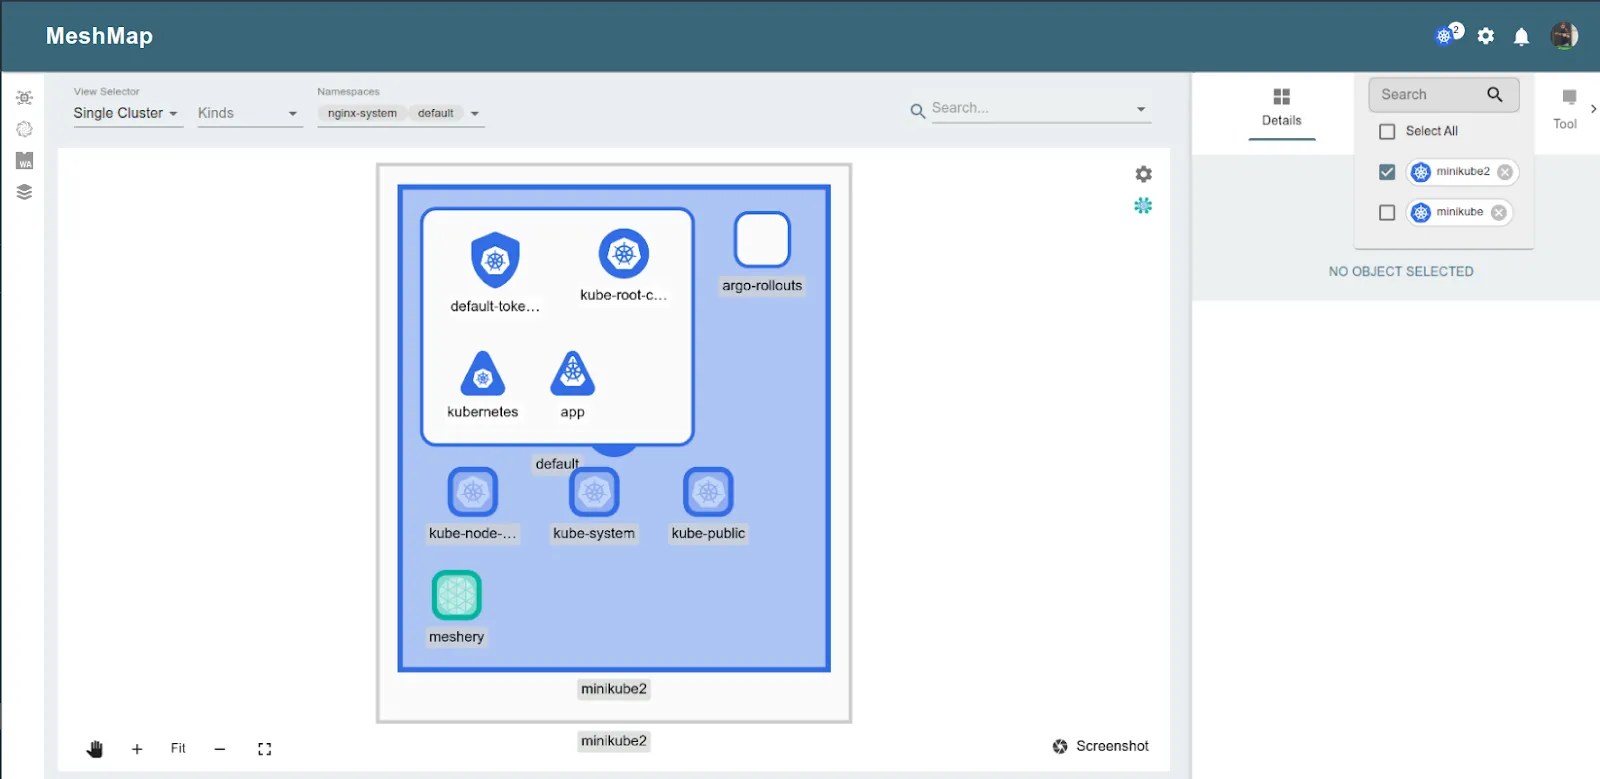 MeshMap
2
View Selector
Single Cluster
Kinds
Namespaces
nginx-system
default
Search...
Details
Search
Select All
minikube2
minikube
Tool
NO OBJECT SELECTED
WA
default-toke...
kube-root-c...
argo-rollouts
kubernetes
app
default
kube-node-...
kube-system
kube-public
meshery
minikube2
minikube2
Fit
Screenshot